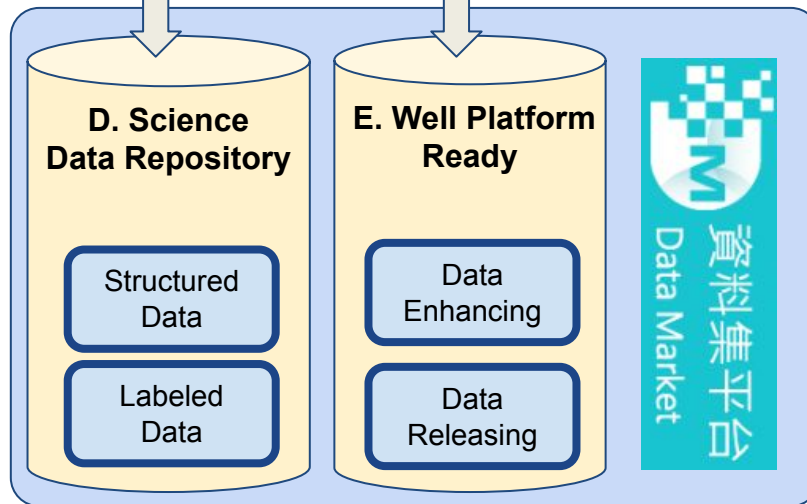 D. Science
Data Repository
Structured
Data
Labeled
Data
E. Well Platform
Ready
Data
Enhancing
Data
Releasing
M
資料集平台
Data Market